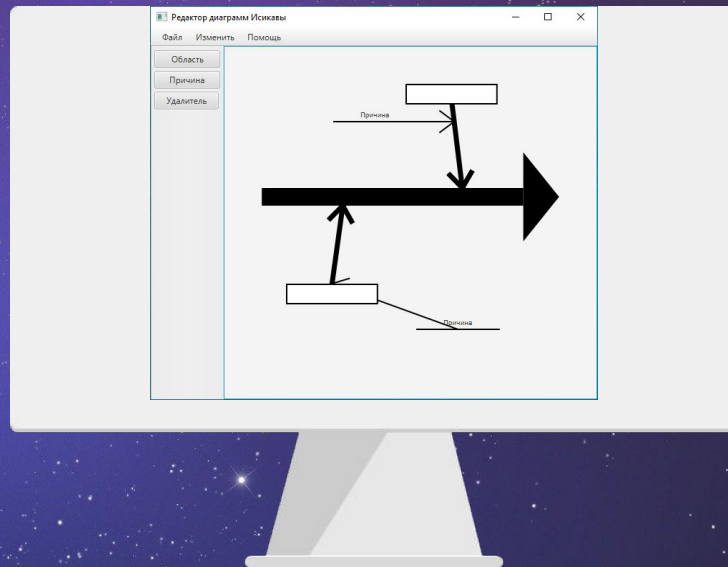 Редактор диаграмм Исикавы
Файл Изменить Помощь
Область
Причина
Удалитель
Причина
Причина